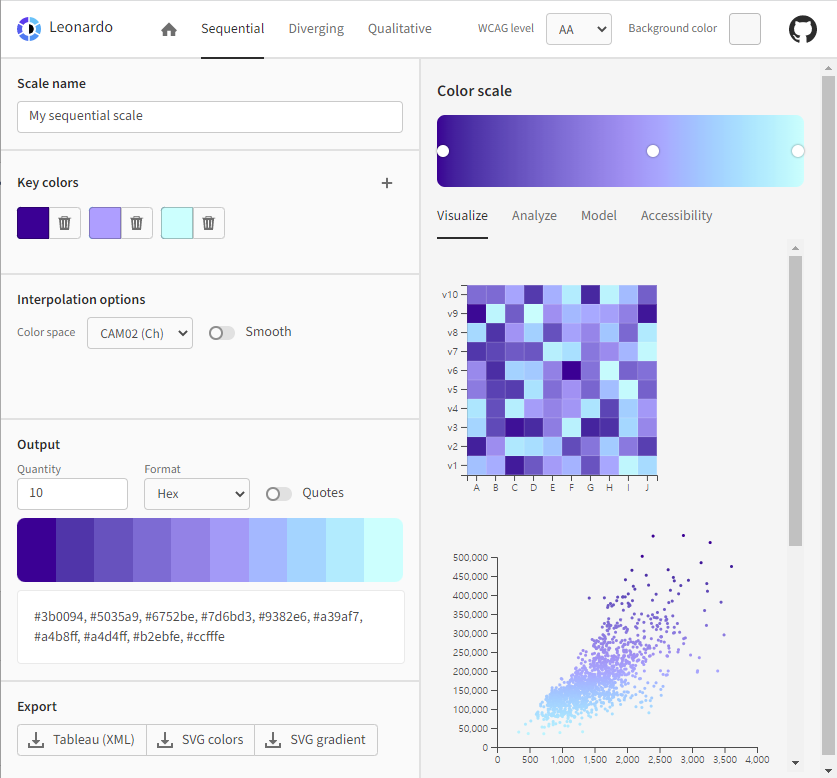 Leonardo
Sequential
Diverging
Qualitative
WCAG level
AA
Background color
Scale name
My sequential scale
Key colors
Interpolation options
Color space
CAM02 (Ch)
Smooth
Output
Quantity
Format
10
Hex
Quotes
#3b0094, #5035a9, #6752be, #7d6bd3, #9382e6, #a39af7,
#a4b8ff, #a4d4ff, #b2ebfe, #ccfffe
Export
Tableau (XML)
SVG colors
SVG gradient
Color scale
Visualize
Analyze
Model
Accessibility
v10
v9
v8
v7
v6
v5
v4
v3
v2
v1
A B C D E F G H I J
500,000
450,000
400,000
350,000
300,000
250,000
200,000
150,000
100,000
50,000
0
0 500 1,000 1,500 2,000 2,500 3,000 3,500 4,000